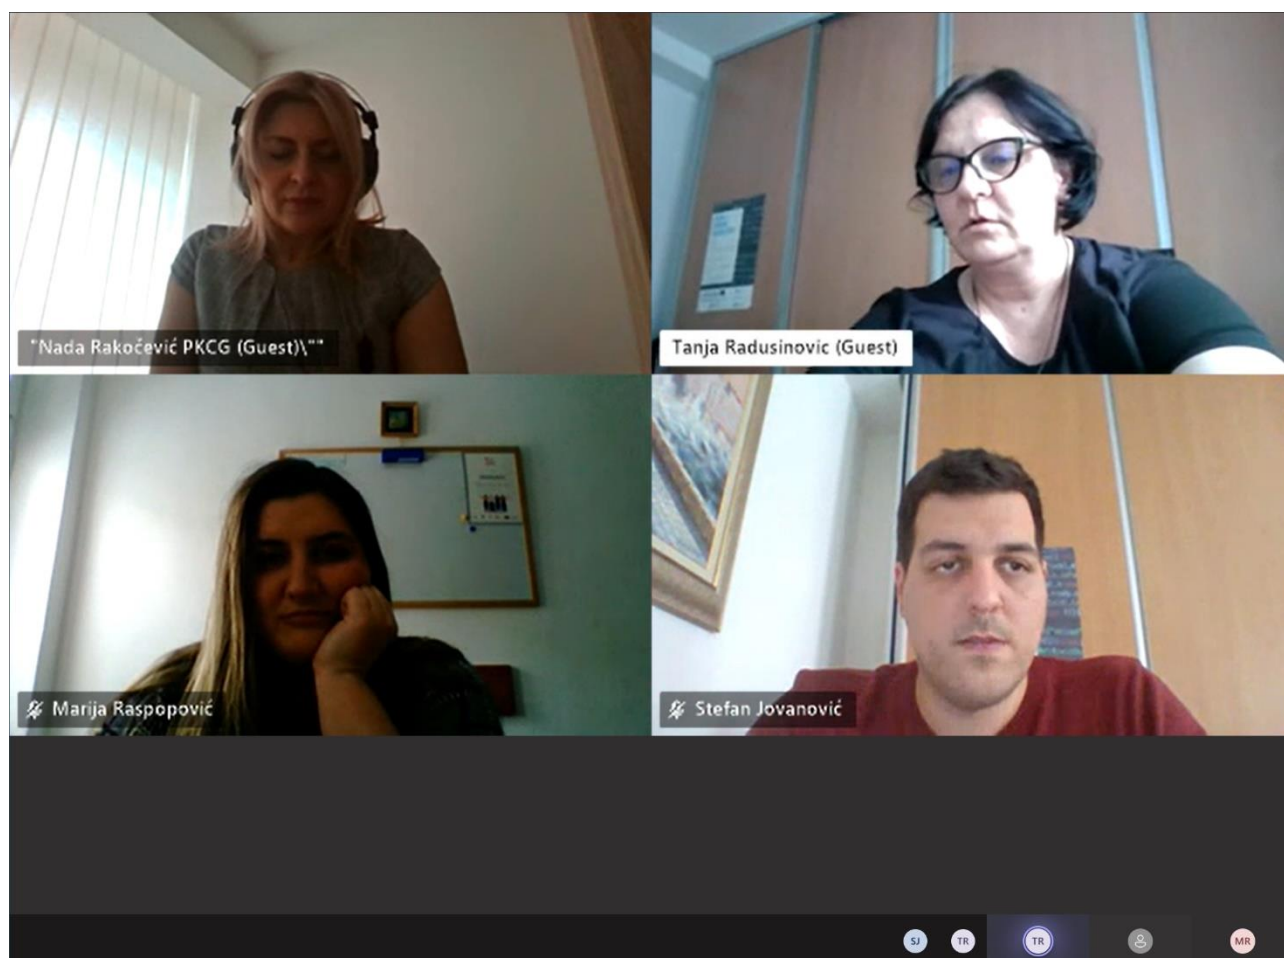 "Nada Rakočević PKCG (Guest)\""
Tanja Radusinovic (Guest)
Marija Raspopović
Stefan Jovanović
SJ
TR
TR
MR